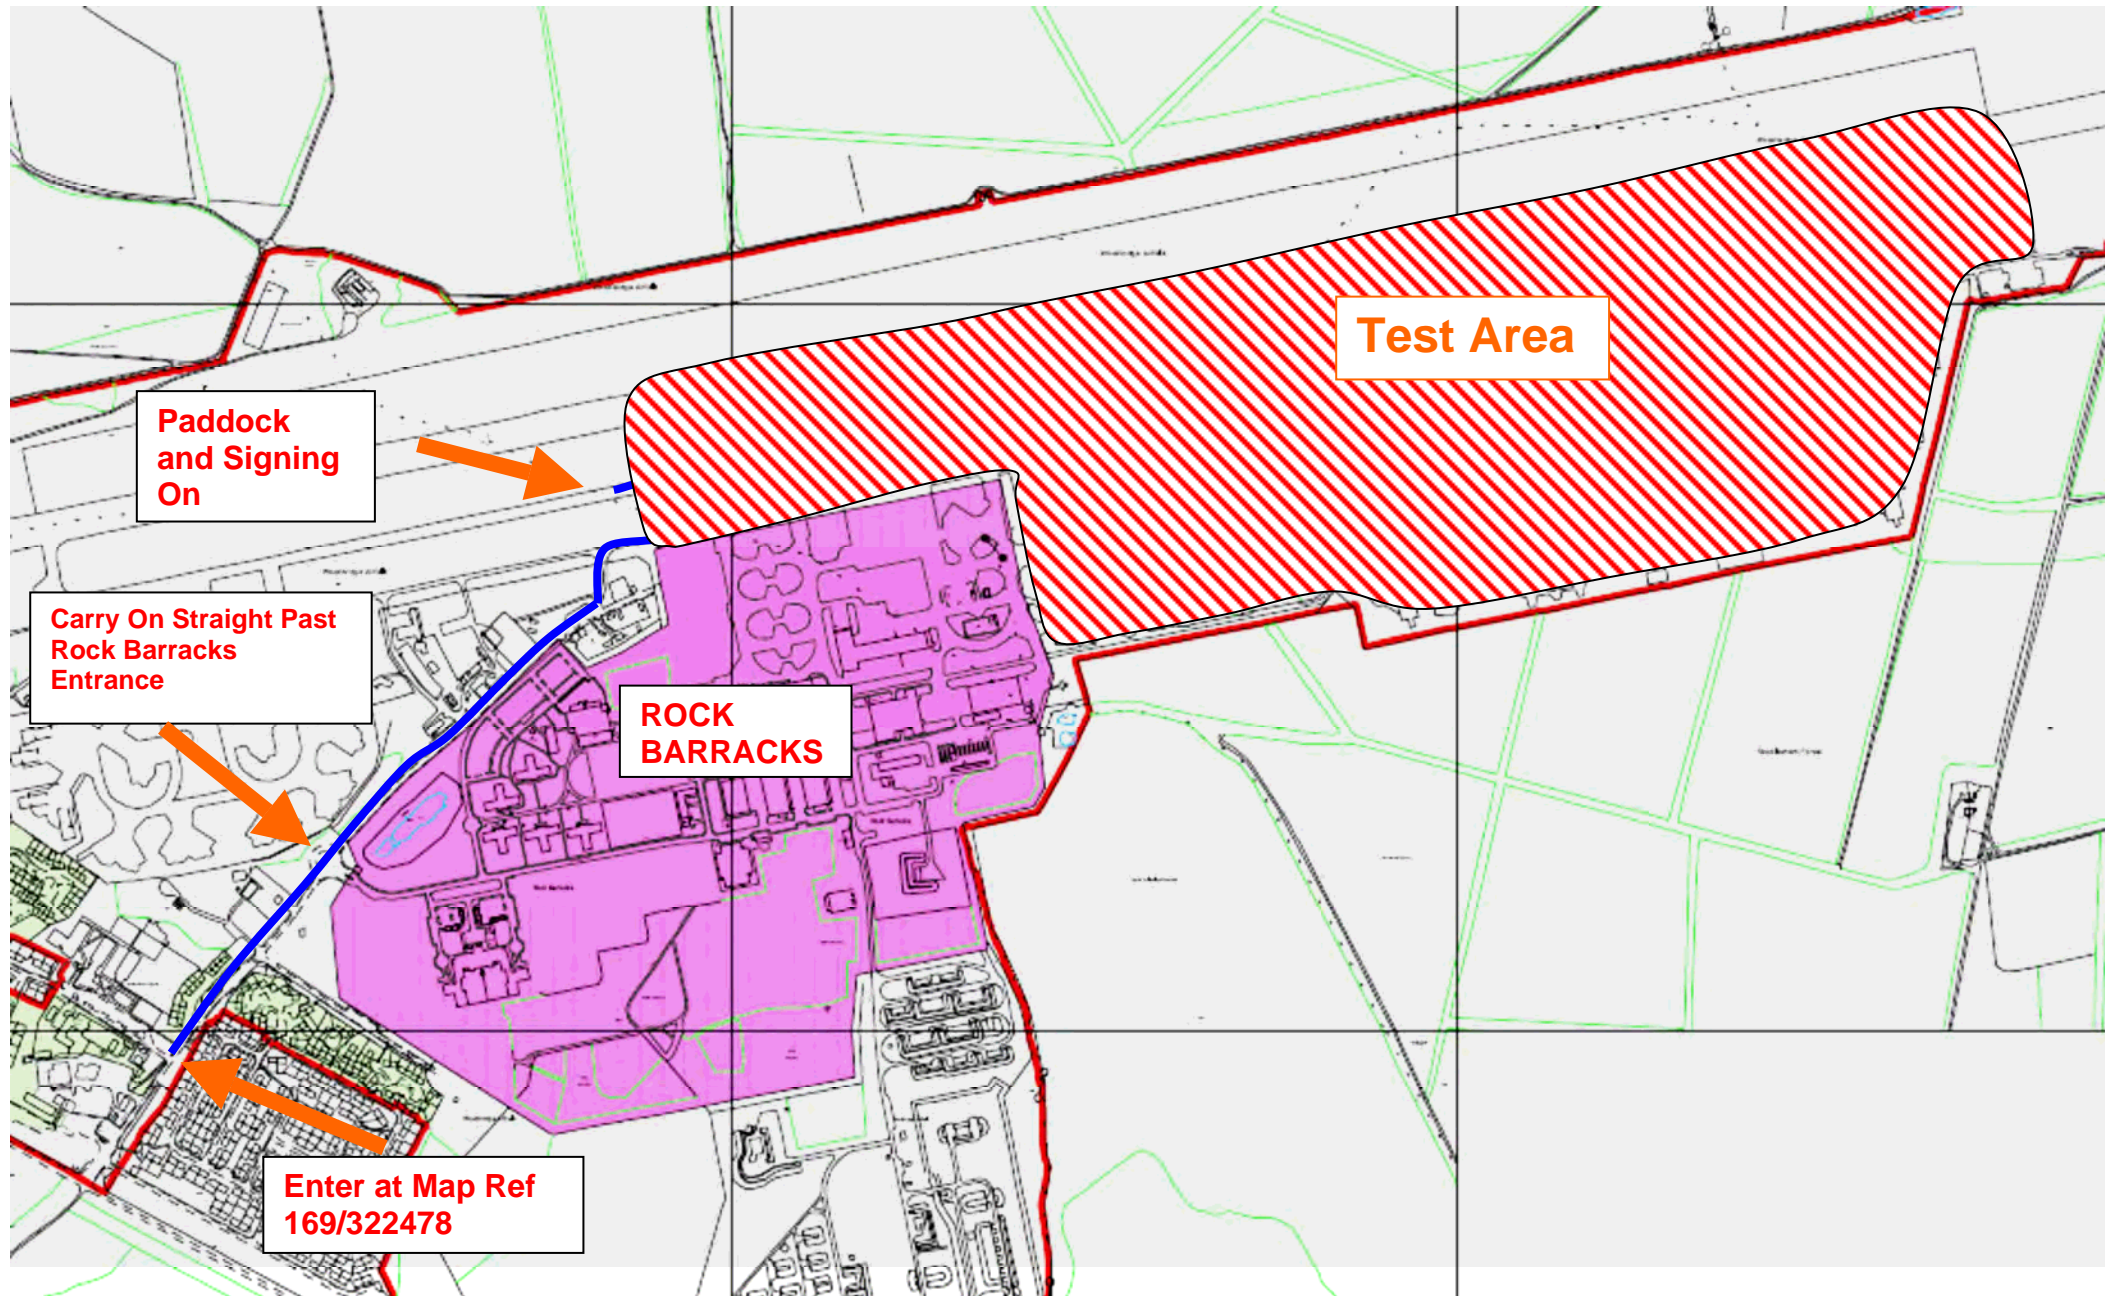 Test Area
Paddock
and Signing
On
Carry On Straight Past
Rock Barracks
Entrance
ROCK
BARRACKS
Enter at Map Ref
169/322478